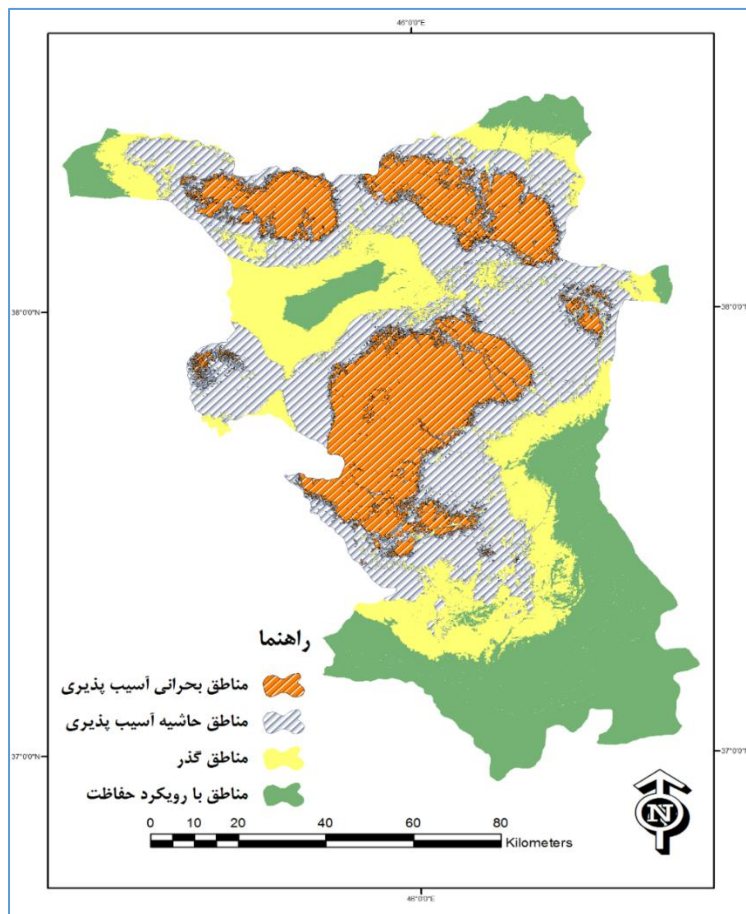 46°0'0"E
38°0'0"N
38°0'0"N
راهنما
مناطق بحرانی آسیب پذیری
مناطق حاشیه آسیب پذیری
مناطق گذر
مناطق با رویکرد حفاظت
37°0'0"N
37°0'0"N
0 10 20 40 60 80
Kilometers
N
46°0'0"E